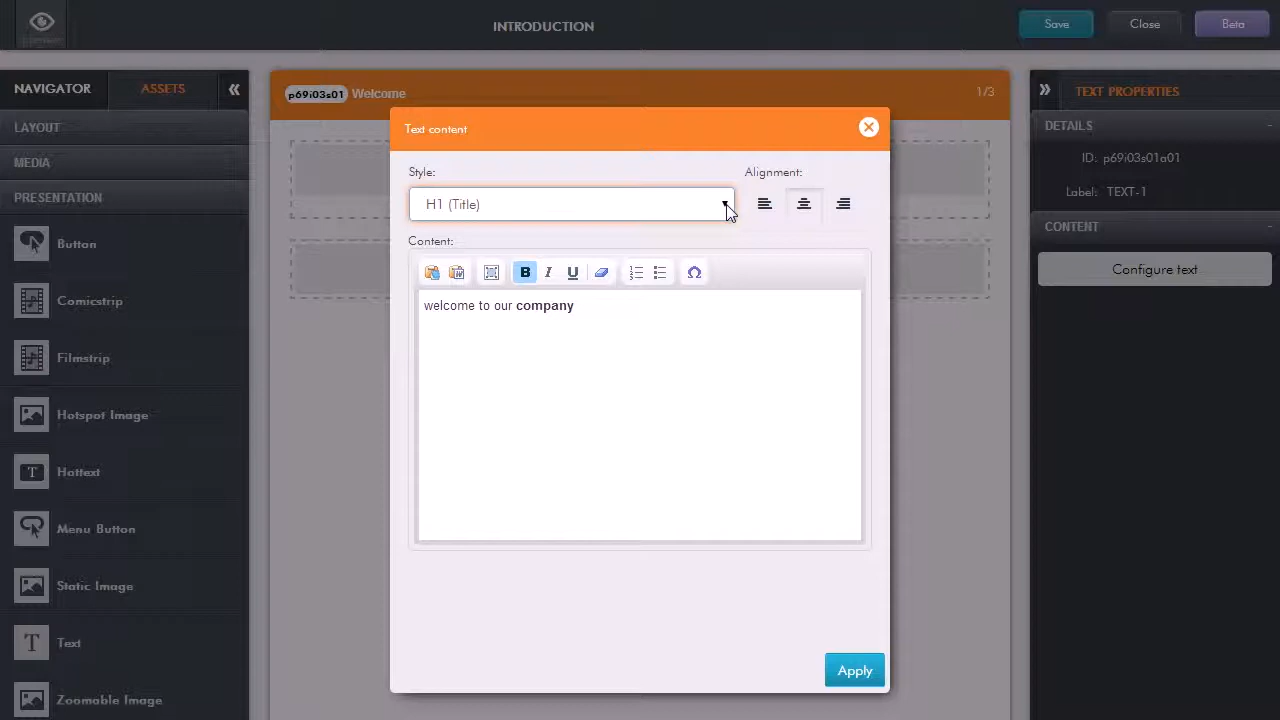 INTRODUCTION
Save
Close
Beta
NAVIGATOR
ASSETS
LAYOUT
MEDIA
PRESENTATION
Button
Comicstrip
Filmstrip
Hotspot Image
Hottext
Menu Button
Static Image
Text
Zoomable Image
p69i03s01 Welcome
1/3
Text content
Style:
Alignment:
H1 (Title)
Content:
B I U
welcome to our company
Apply
TEXT PROPERTIES
DETAILS
ID: p69i03s01a01
Label: TEXT-1
CONTENT
Configure text